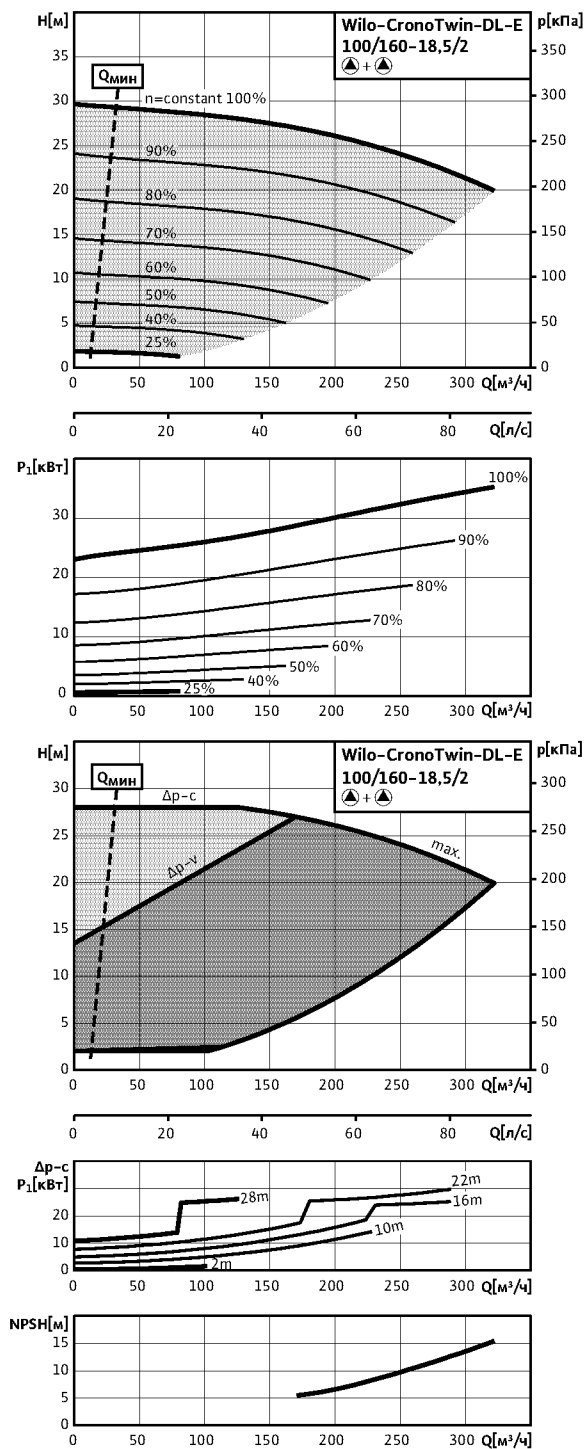 H[м]
p[кПа]
Wilo-CronoTwin-DL-E
100/160-18,5/2
+
Qмин
n=constant 100%
90%
80%
70%
60%
50%
40%
25%
35
30
25
20
15
10
5
0
350
300
250
200
150
100
50
0
0 50 100 150 200 250 300 Q[м³/ч]
0 20 40 60 80 Q[л/с]
P₁[кВт]
30
20
10
0
100%
90%
80%
70%
60%
50%
40%
25%
0 50 100 150 200 250 300 Q[м³/ч]
H[м]
p[кПа]
Wilo-CronoTwin-DL-E
100/160-18,5/2
+
Qмин
Δp-c
Δp-v
max.
30
25
20
15
10
5
0
300
250
200
150
100
50
0
0 50 100 150 200 250 300 Q[м³/ч]
0 20 40 60 80 Q[л/с]
Δp-c
P₁[кВт]
30
20
10
0
28m
22m
16m
10m
2m
0 50 100 150 200 250 300 Q[м³/ч]
NPSH[м]
15
10
5
0
0 50 100 150 200 250 300 Q[м³/ч]